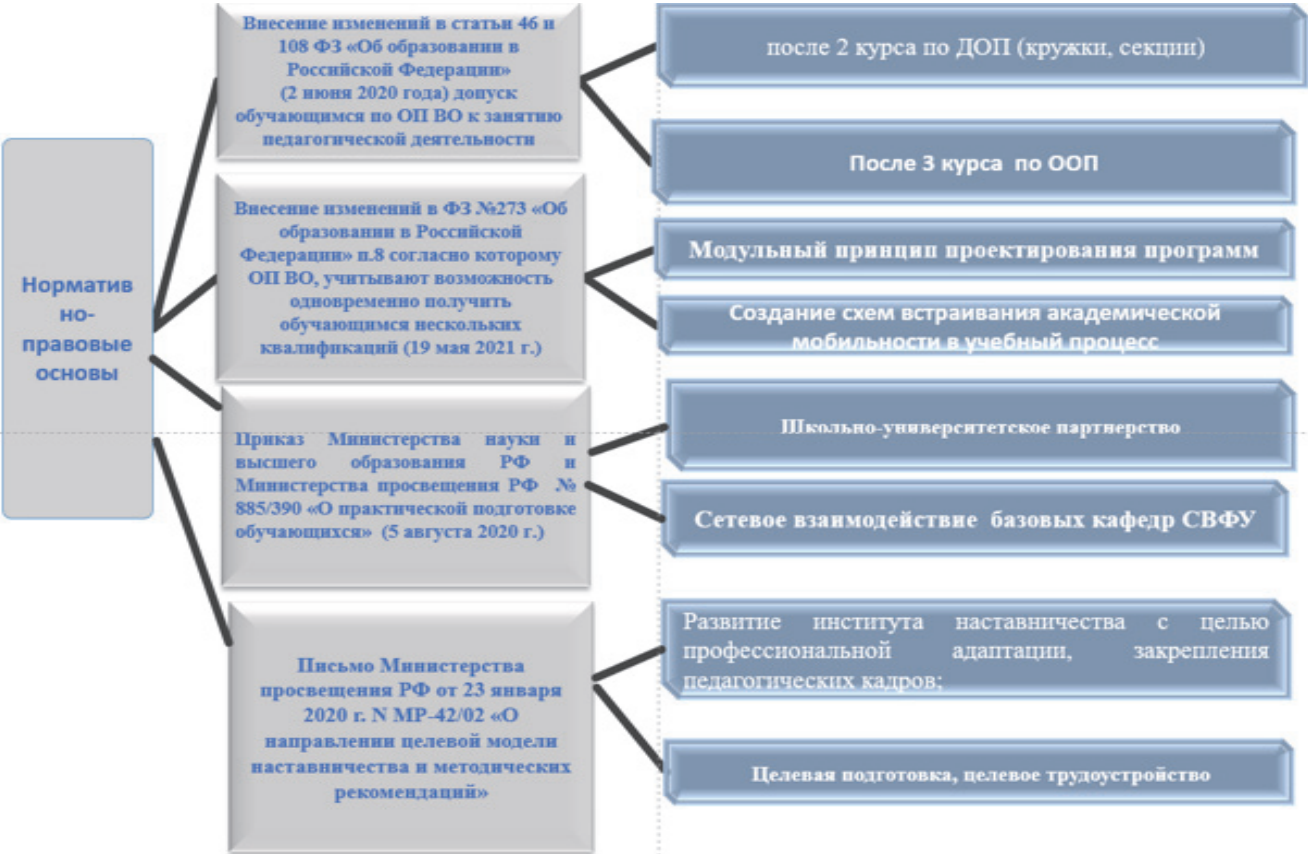 Норматив
но-
правовые
основы
Внесение изменений в статьи 46 и
108 ФЗ «Об образовании в
Российской Федерации»
(2 июня 2020 года) допуск
обучающимся по ОП ВО к занятию
педагогической деятельности
после 2 курса по ДОП (кружки, секции)
После 3 курса по ООП
Внесение изменений в ФЗ №273 «Об
образовании в Российской
Федерации» п.8 согласно которому
ОП ВО, учитывают возможность
одновременно получить
обучающимся нескольких
квалификаций (19 мая 2021 г.)
Модульный принцип проектирования программ
Создание схем встраивания академической
мобильности в учебный процесс
Приказ Министерства науки и
высшего образования РФ и
Министерства просвещения РФ №
885/390 «О практической подготовке
обучающихся» (5 августа 2020 г.)
Школьно-университетское партнерство
Сетевое взаимодействие базовых кафедр СВФУ
Письмо Министерства
просвещения РФ от 23 января
2020 г. N МР-42/02 «О
направлении целевой модели
наставничества и методических
рекомендаций»
Развитие института наставничества с целью
профессиональной адаптации, закрепления
педагогических кадров;
Целевая подготовка, целевое трудоустройство